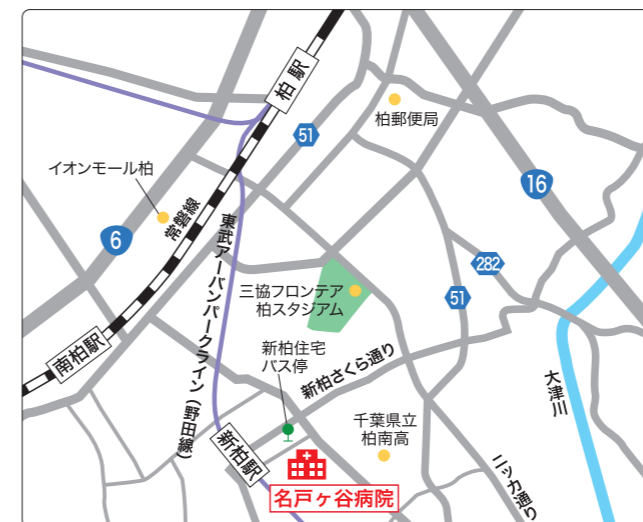 柏駅
51
柏郵便局
イオンモール柏
常磐線
16
6
東武アーバンパークライン(野田線)
282
三協フロンテア
柏スタジアム
51
南柏駅
新柏住宅
バス停
新柏さくら通り
大津川
千葉県立
柏南高
新柏駅
ニッカ通り
名戸ヶ谷病院